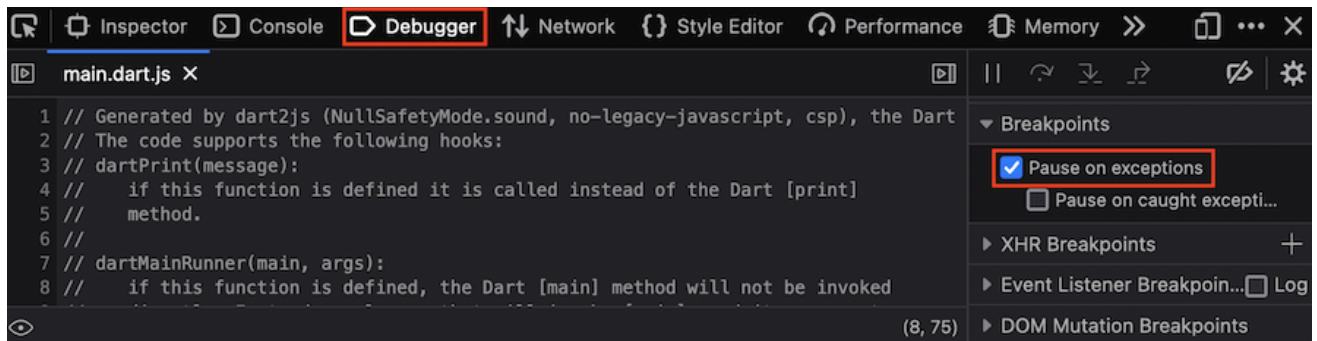 Inspector Console Debugger Network {} Style Editor Performance Memory
main.dart.js
1 // Generated by dart2js (NullSafetyMode.sound, no-legacy-javascript, csp), the Dart
2 // The code supports the following hooks:
3 // dartPrint(message):
4 //    if this function is defined it is called instead of the Dart [print]
5 //    method.
6 //
7 // dartMainRunner(main, args):
8 //    if this function is defined, the Dart [main] method will not be invoked
(8, 75)
Breakpoints
Pause on exceptions
Pause on caught excepti...
XHR Breakpoints
Event Listener Breakpoin... Log
DOM Mutation Breakpoints